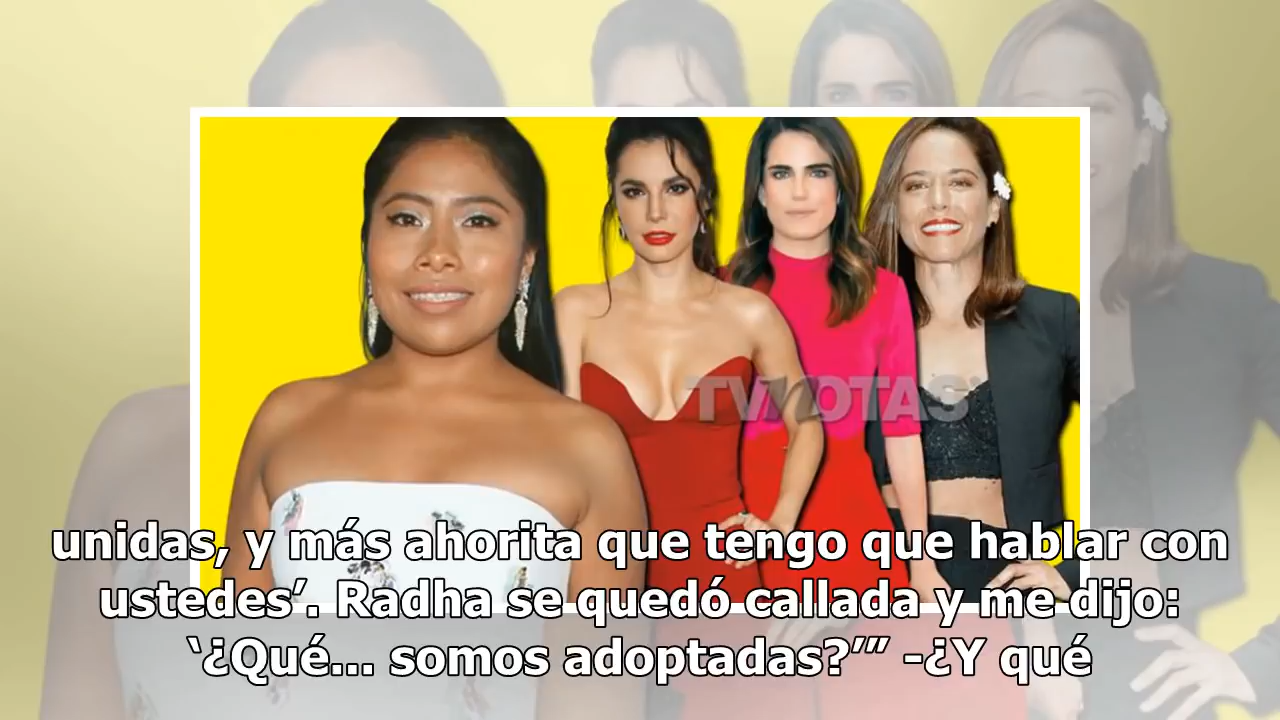 TVNOTAS
unidas, y más ahorita que tengo que hablar con
ustedes’. Radha se quedó callada y me dijo:
‘¿Qué... somos adoptadas?’” -¿Y qué